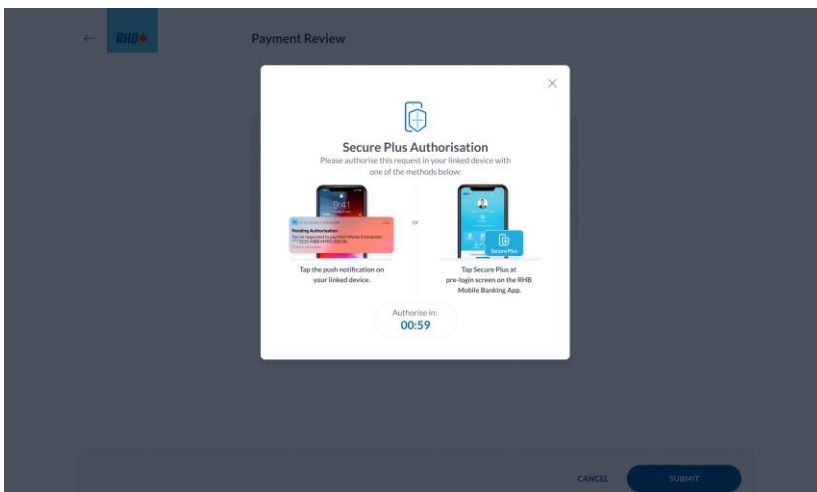 RHB
Payment Review
Secure Plus Authorisation
Please authorise this request in your linked device with
one of the methods below:
9:41
Pending Authorisation
or
Secure Plus
Tap the push notification on
your linked device.
Tap Secure Plus at
pre-login screen on the RHB
Mobile Banking App.
Authorise in:
00:59
CANCEL
SUBMIT